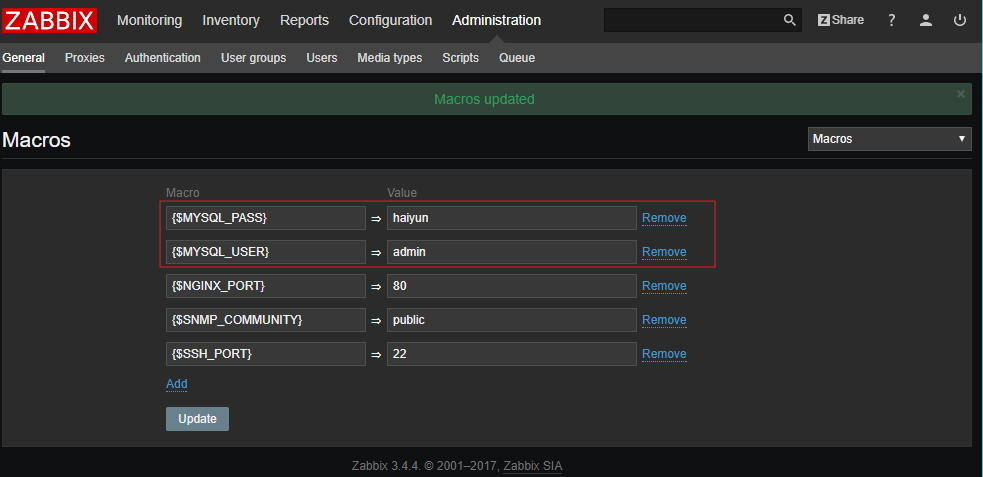 ZABBIX Monitoring Inventory Reports Configuration Administration Z Share ?
General Proxies Authentication User groups Users Media types Scripts Queue
Macros updated ×
Macros Macros ▼
Macro Value
{$MYSQL_PASS} ⇒ haiyun Remove
{$MYSQL_USER} ⇒ admin Remove
{$NGINX_PORT} ⇒ 80 Remove
{$SNMP_COMMUNITY} ⇒ public Remove
{$SSH_PORT} ⇒ 22 Remove
Add
Update
Zabbix 3.4.4. © 2001–2017, Zabbix SIA